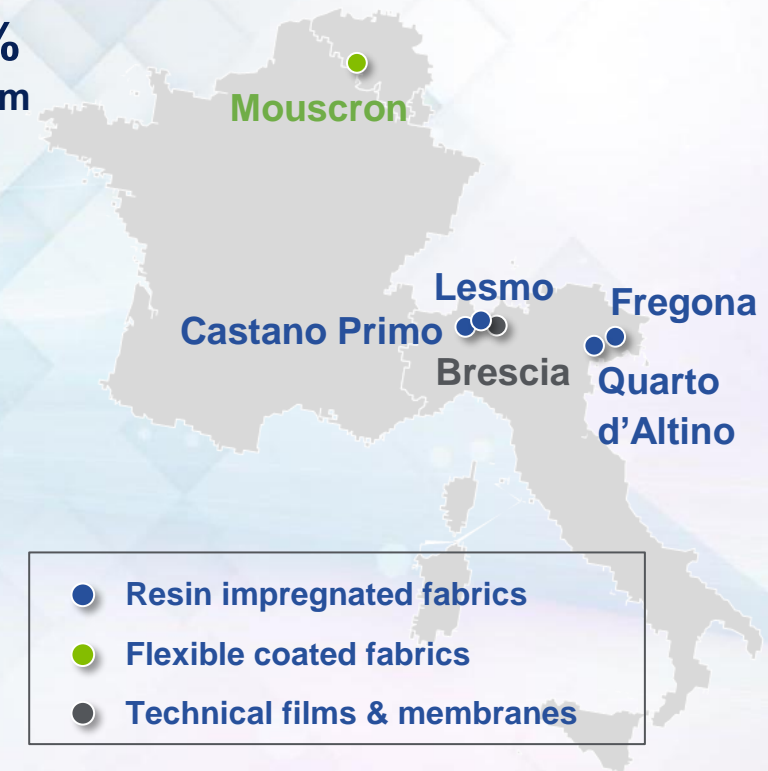 %
m
Mouscron
Lesmo
Fregona
Castano Primo
Brescia
Quarto
d’Altino
Resin impregnated fabrics
Flexible coated fabrics
Technical films & membranes